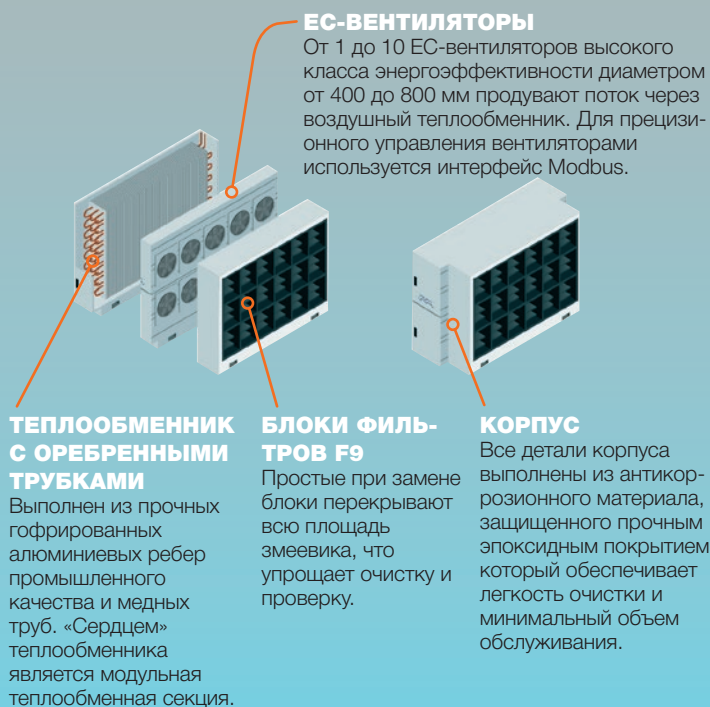 ЕС-ВЕНТИЛЯТОРЫ
От 1 до 10 ЕС-вентиляторов высокого
класса энергоэффективности диаметром
от 400 до 800 мм продувают поток через
воздушный теплообменник. Для прецизи-
онного управления вентиляторами
используется интерфейс Modbus.
ТЕПЛООБМЕННИК
С ОРЕБРЕННЫМИ
ТРУБКАМИ
Выполнен из прочных
гофрированных
алюминиевых ребер
промышленного
качества и медных
труб. «Сердцем»
теплообменника
является модульная
теплообменная секция.
БЛОКИ ФИЛЬ-
ТРОВ F9
Простые при замене
блоки перекрывают
всю площадь
змеевика, что
упрощает очистку и
проверку.
КОРПУС
Все детали корпуса
выполнены из антикор-
розионного материала,
защищенного прочным
эпоксидным покрытием
который обеспечивает
легкость очистки и
минимальный объем
обслуживания.